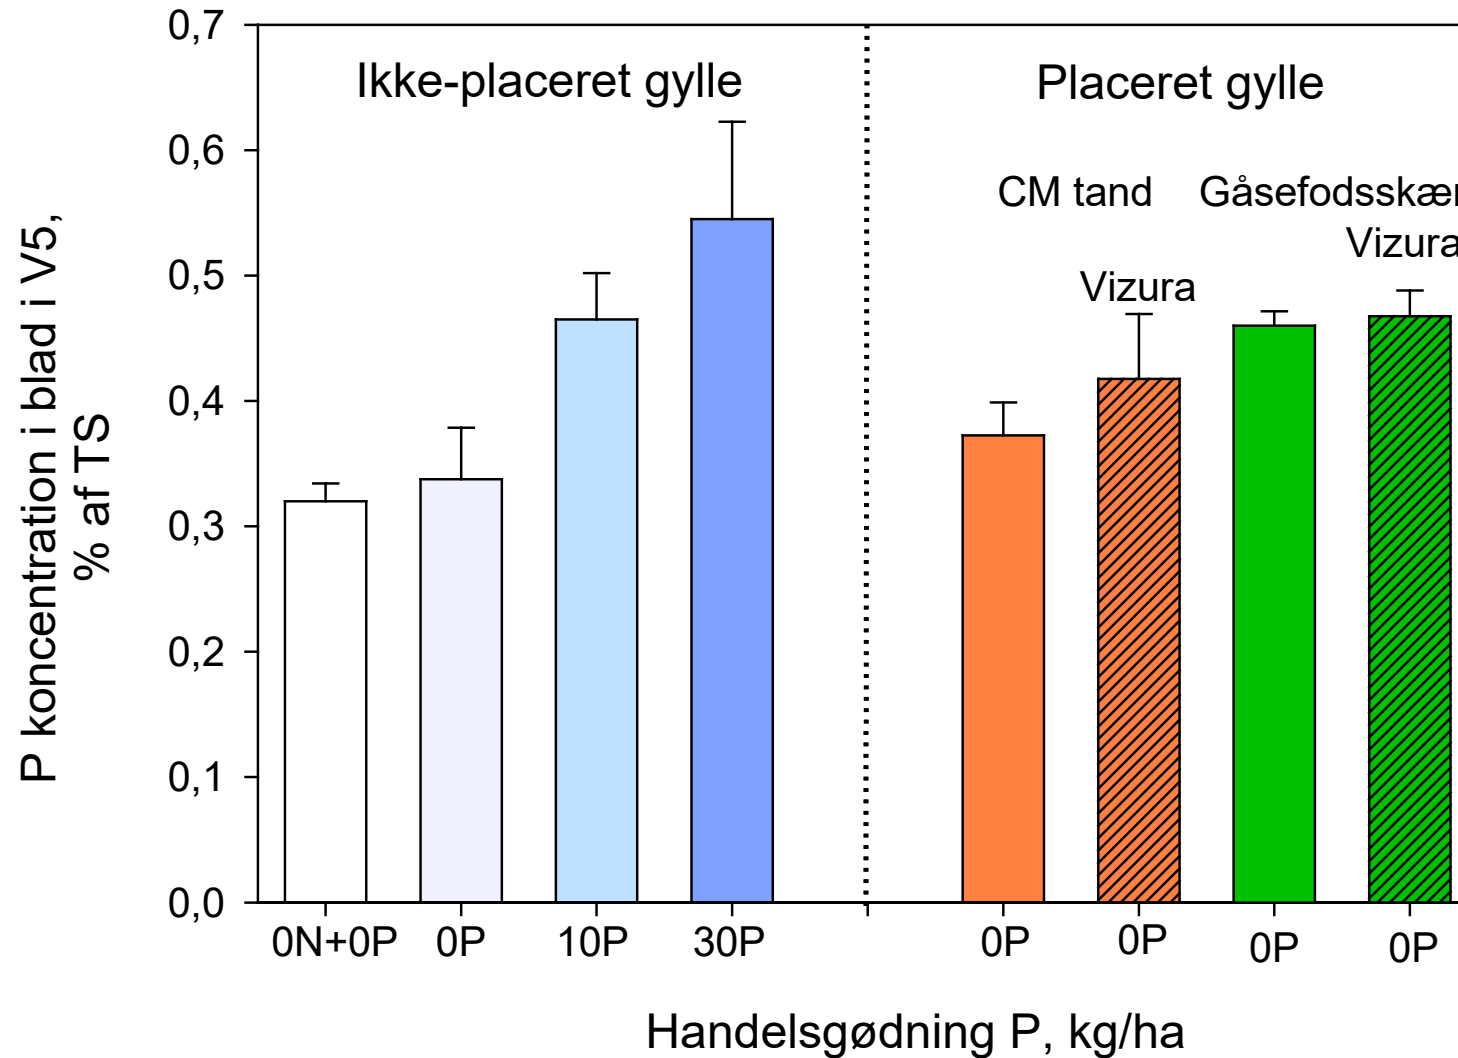 0,7
0,6
0,5
0,4
0,3
0,2
0,1
0,0
P koncentration i blad i V5,
% af TS
Ikke-placeret gylle
Placeret gylle
CM tand
Gåsefodsskær
Vizura
Vizura
0N+0P 0P 10P 30P 0P 0P 0P 0P
Handelsgødning P, kg/ha